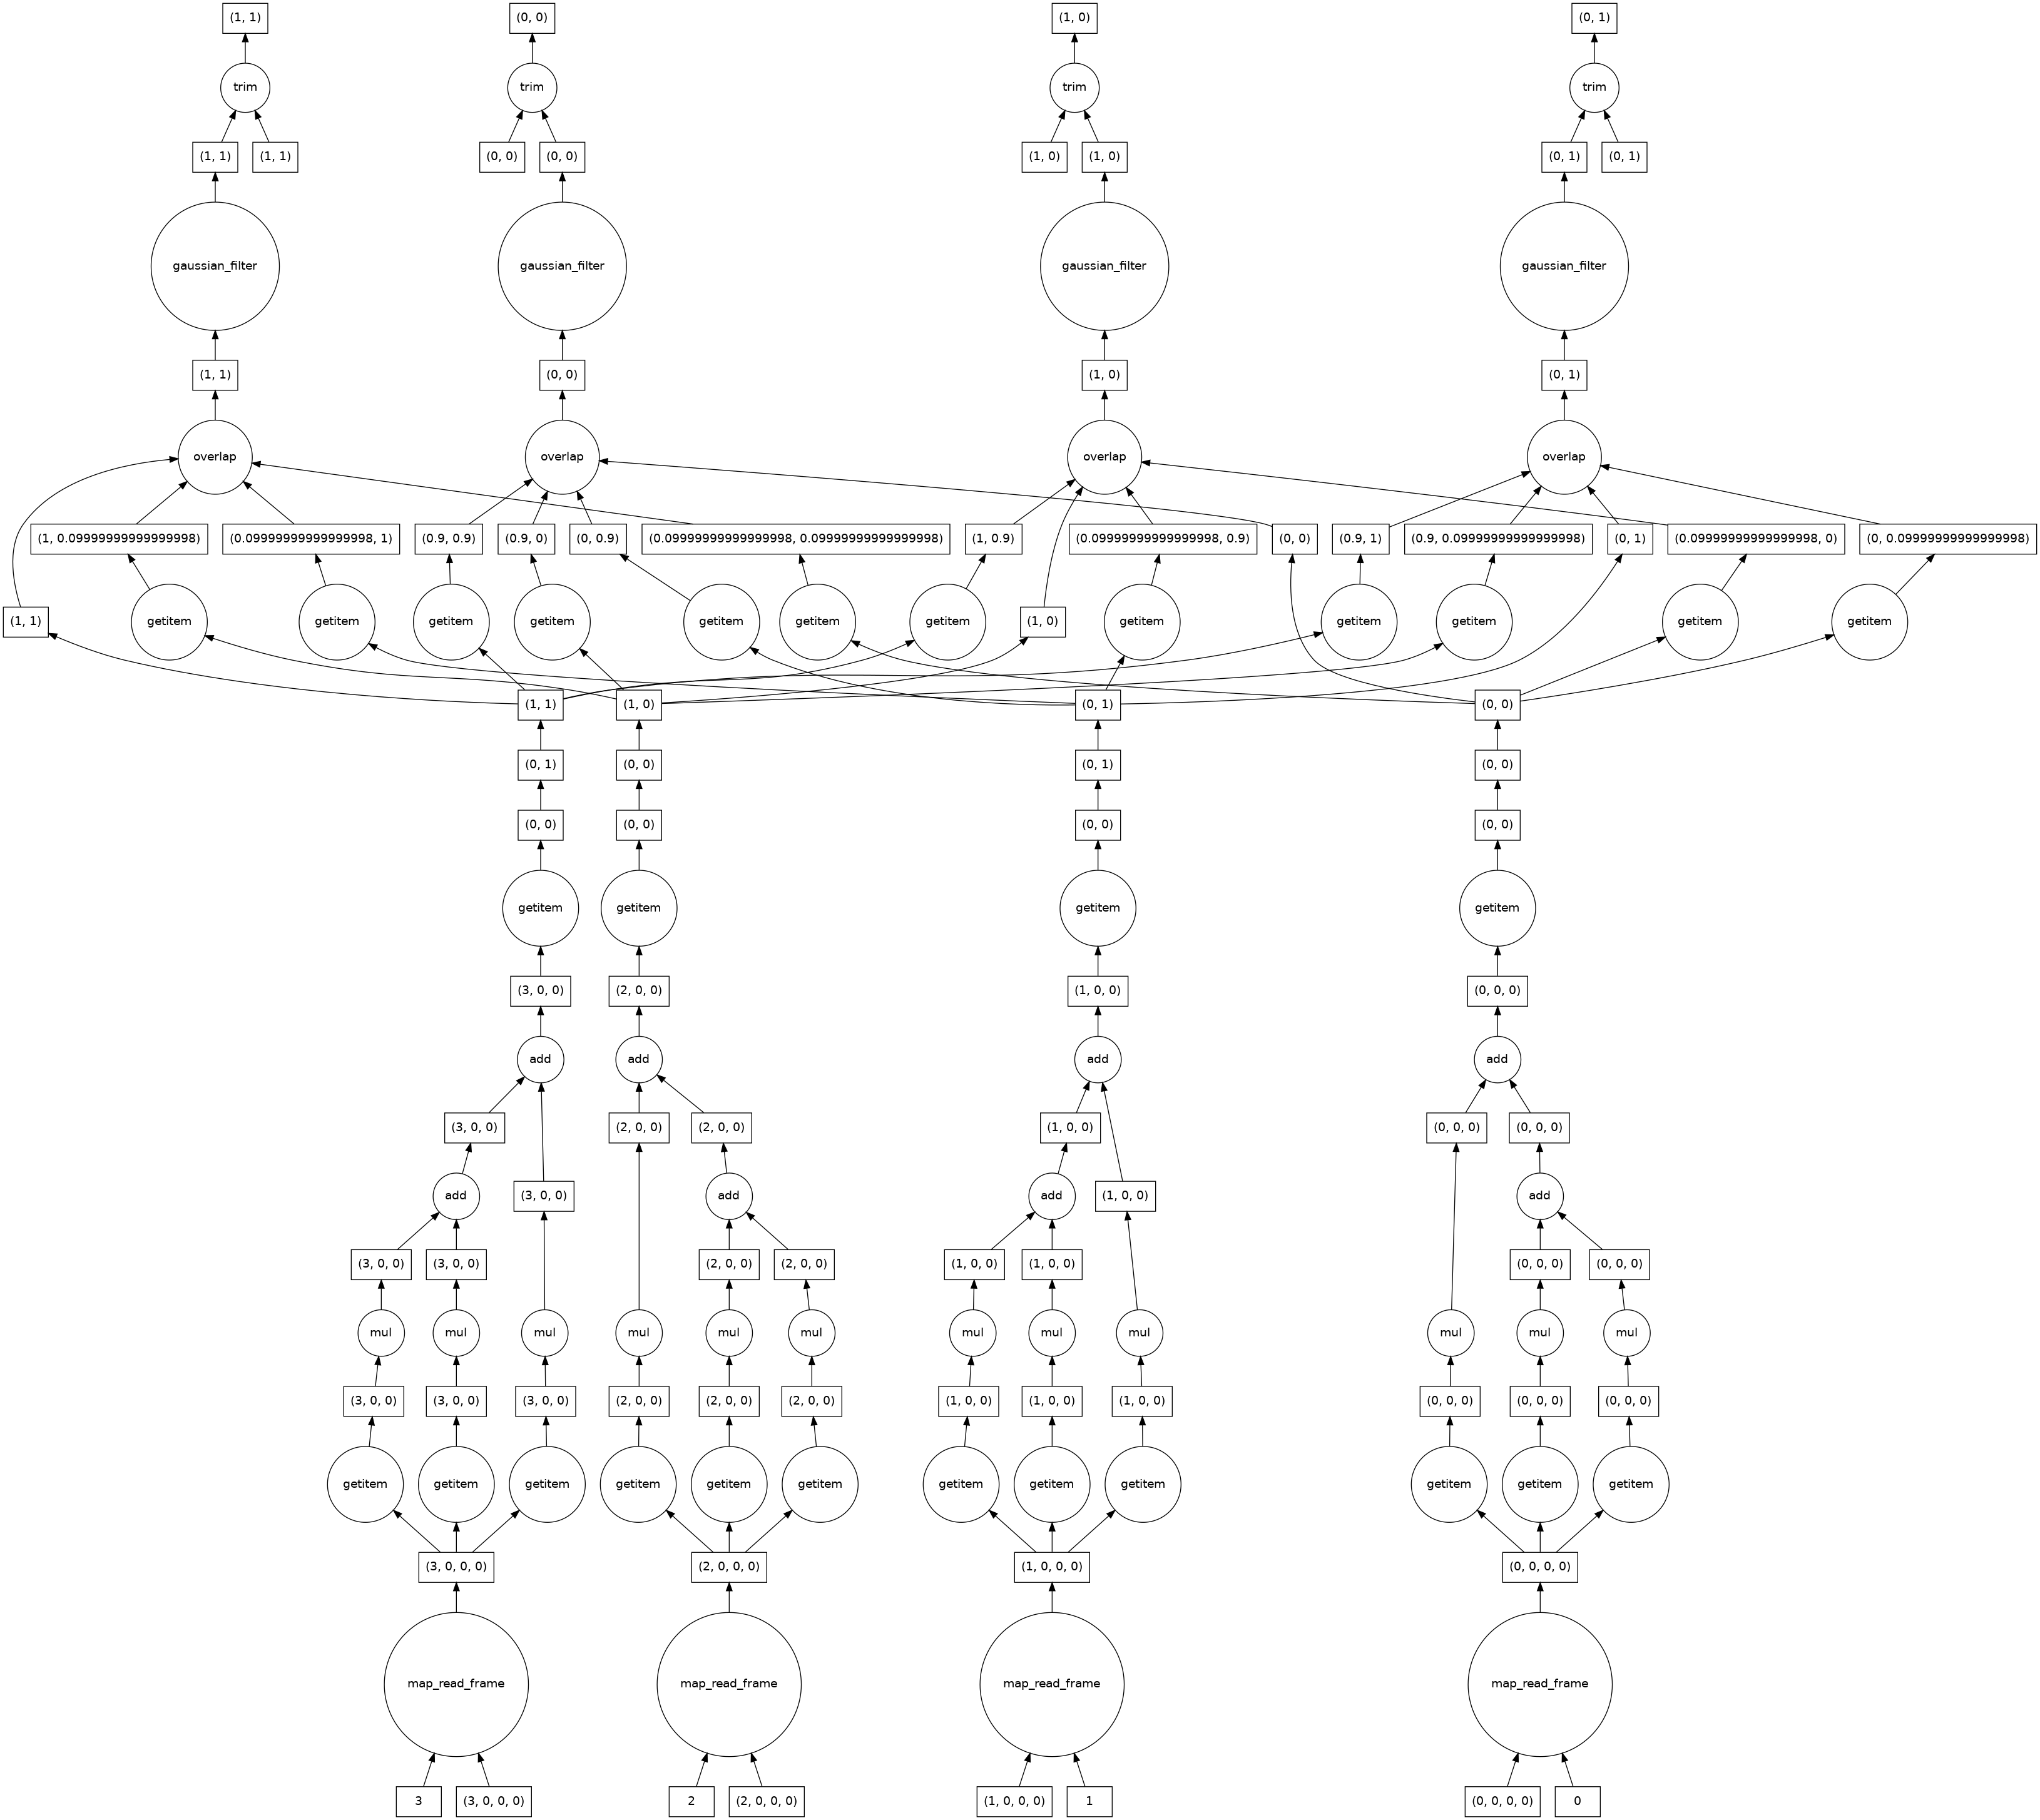 (1, 1)
(0, 0)
(1, 0)
(0, 1)
trim
trim
trim
trim
(1, 1)
(1, 1)
(0, 0)
(0, 0)
(1, 0)
(1, 0)
(0, 1)
(0, 1)
gaussian_filter
gaussian_filter
gaussian_filter
gaussian_filter
(1, 1)
(0, 0)
(1, 0)
(0, 1)
overlap
overlap
overlap
overlap
(1, 0.09999999999999998)
(0.09999999999999998, 1)
(0.9, 0.9)
(0.9, 0)
(0, 0.9)
(0.09999999999999998, 0.09999999999999998)
(1, 0.9)
(0.09999999999999998, 0.9)
(0, 0)
(0.9, 1)
(0.9, 0.09999999999999998)
(0, 1)
(0.09999999999999998, 0)
(0, 0.09999999999999998)
(1, 1)
getitem
getitem
getitem
getitem
getitem
getitem
getitem
(1, 0)
getitem
getitem
getitem
getitem
getitem
(1, 1)
(1, 0)
(0, 1)
(0, 0)
(0, 1)
(0, 0)
(0, 1)
(0, 0)
(0, 0)
(0, 0)
(0, 0)
(0, 0)
getitem
getitem
getitem
getitem
(3, 0, 0)
(2, 0, 0)
(1, 0, 0)
(0, 0, 0)
add
add
add
add
(3, 0, 0)
(2, 0, 0)
(2, 0, 0)
(1, 0, 0)
(0, 0, 0)
(0, 0, 0)
add
(3, 0, 0)
add
add
(1, 0, 0)
add
(3, 0, 0)
(3, 0, 0)
(2, 0, 0)
(2, 0, 0)
(1, 0, 0)
(1, 0, 0)
(0, 0, 0)
(0, 0, 0)
mul
mul
mul
mul
mul
mul
mul
mul
mul
mul
mul
mul
(3, 0, 0)
(3, 0, 0)
(3, 0, 0)
(2, 0, 0)
(2, 0, 0)
(2, 0, 0)
(1, 0, 0)
(1, 0, 0)
(1, 0, 0)
(0, 0, 0)
(0, 0, 0)
(0, 0, 0)
getitem
getitem
getitem
getitem
getitem
getitem
getitem
getitem
getitem
getitem
getitem
getitem
(3, 0, 0, 0)
(2, 0, 0, 0)
(1, 0, 0, 0)
(0, 0, 0, 0)
map_read_frame
map_read_frame
map_read_frame
map_read_frame
3
(3, 0, 0, 0)
2
(2, 0, 0, 0)
(1, 0, 0, 0)
1
(0, 0, 0, 0)
0